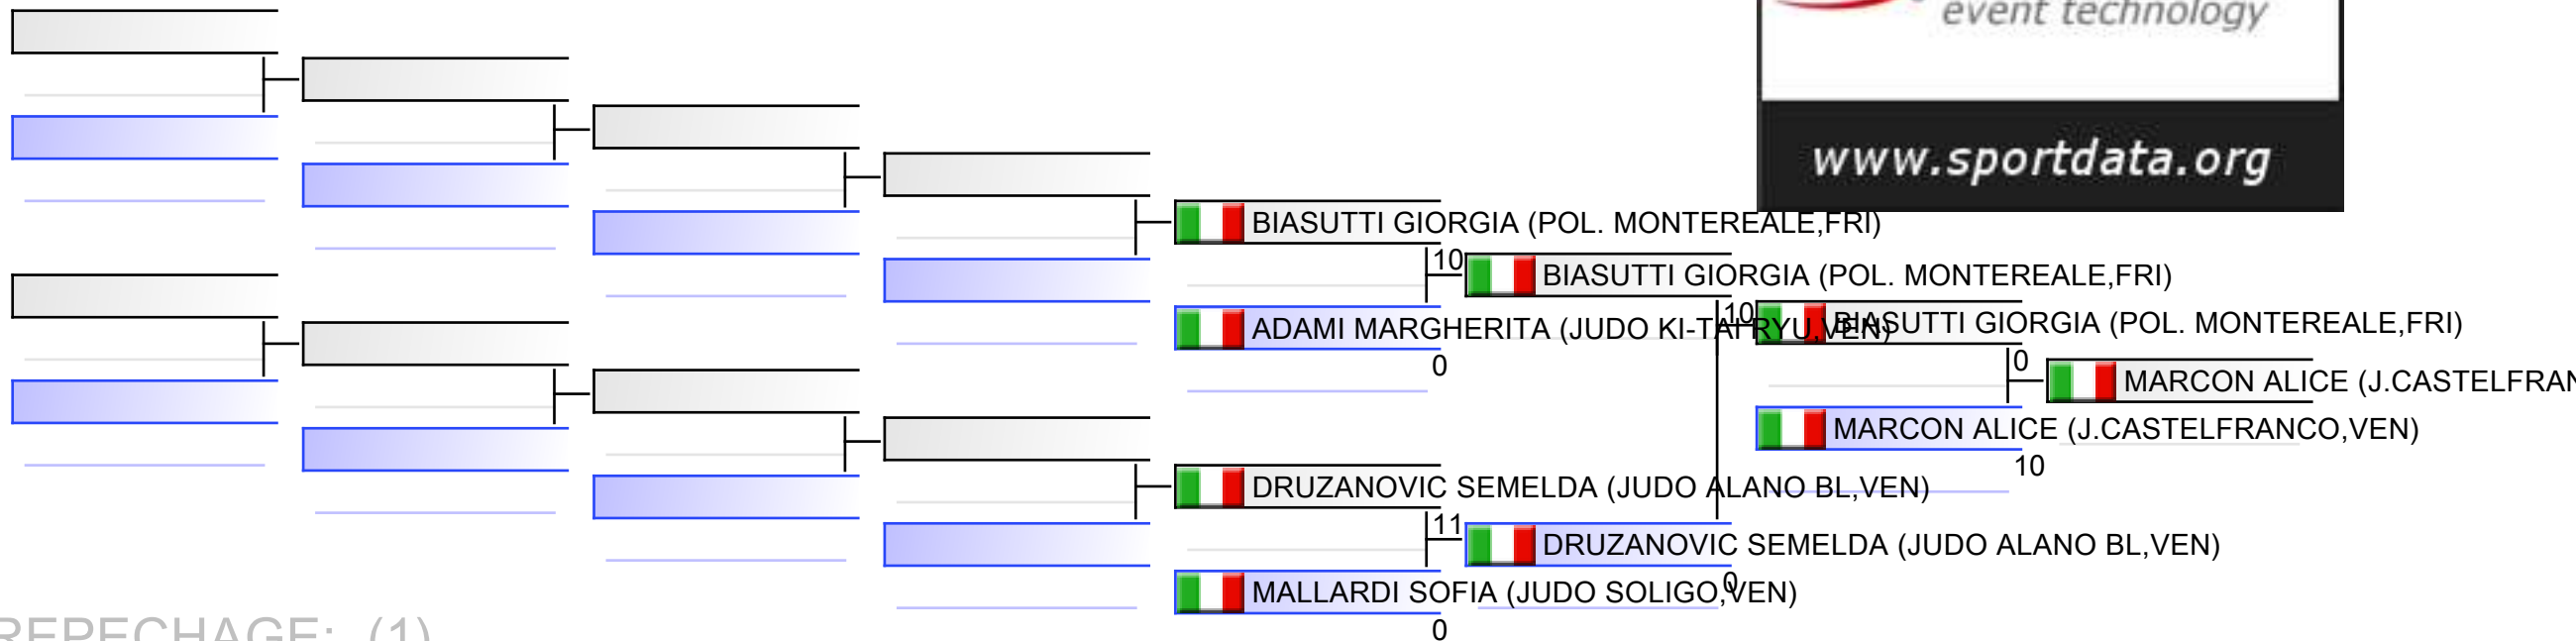 event technology
www.sportdata.org
BIASUTTI GIORGIA (POL. MONTEREALE,FRI)
10
BIASUTTI GIORGIA (POL. MONTEREALE,FRI)
ADAMI MARGHERITA (JUDO KI-TAI RYU,VEN)
0
10
BIASUTTI GIORGIA (POL. MONTEREALE,FRI)
0
MARCON ALICE (J.CASTELFRAN
MARCON ALICE (J.CASTELFRANCO,VEN)
10
DRUZANOVIC SEMELDA (JUDO ALANO BL,VEN)
11
DRUZANOVIC SEMELDA (JUDO ALANO BL,VEN)
0
MALLARDI SOFIA (JUDO SOLIGO,VEN)
0
REPECHAGE: (1)